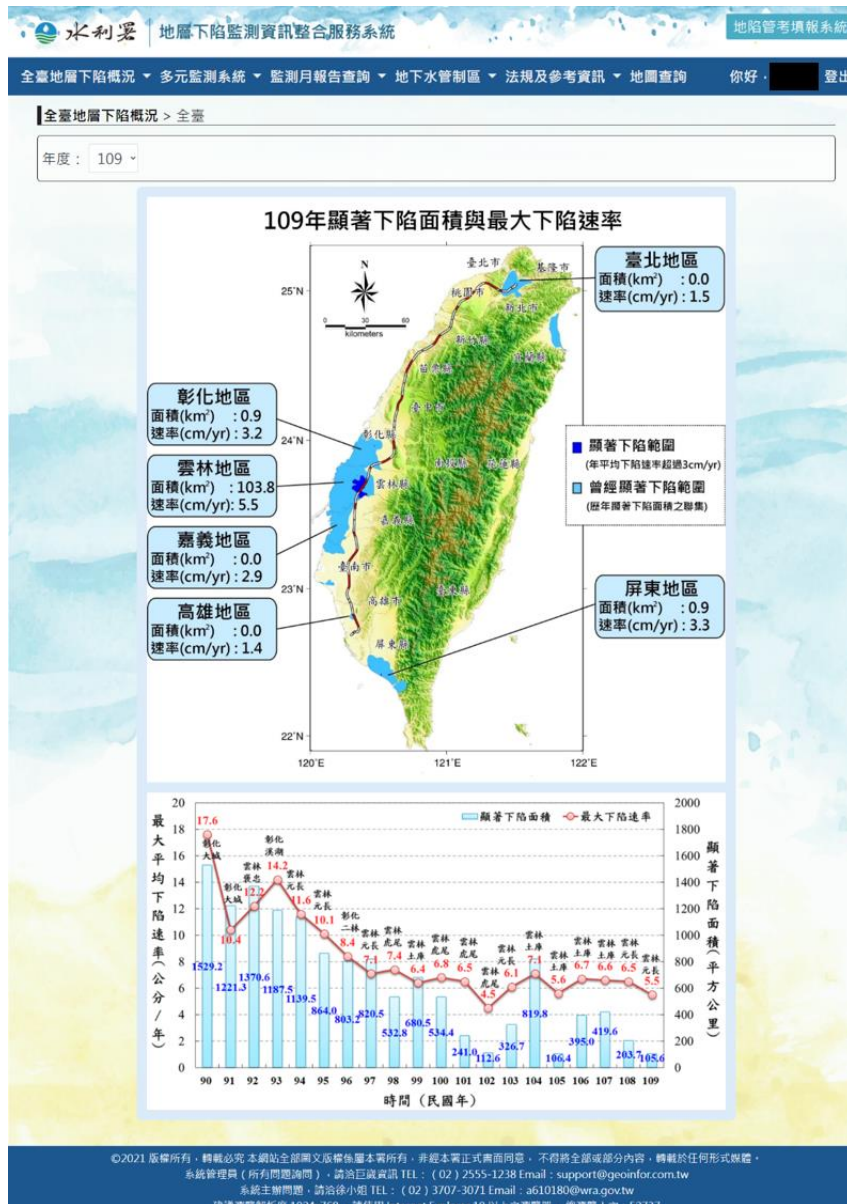 水利署 地層下陷監測資訊整合服務系統
地陷管考填報系統
全臺地層下陷概況 多元監測系統 監測月報告查詢 地下水管制區 法規及參考資訊 地圖查詢 你好, 登出
全臺地層下陷概況 > 全臺
年度： 109
109年顯著下陷面積與最大下陷速率
N
0 30 60
kilometers
25°N
24°N
23°N
22°N
120°E 121°E 122°E
臺北市
基隆市
桃園市
新北市
新竹縣
宜蘭縣
苗栗縣
臺中市
彰化縣
南投縣
花蓮縣
雲林縣
嘉義縣
臺南市
高雄市
臺東縣
屏東縣
臺北地區
面積(km²) : 0.0
速率(cm/yr) : 1.5
彰化地區
面積(km²) : 0.9
速率(cm/yr) : 3.2
雲林地區
面積(km²) : 103.8
速率(cm/yr): 5.5
嘉義地區
面積(km²) : 0.0
速率(cm/yr) : 2.9
高雄地區
面積(km²) : 0.0
速率(cm/yr) : 1.4
屏東地區
面積(km²) : 0.9
速率(cm/yr) : 3.3
顯著下陷範圍
(年平均下陷速率超過3cm/yr)
曾經顯著下陷範圍
(歷年顯著下陷面積之聯集)
顯著下陷面積 最大下陷速率
最大平均下陷速率(公分/年)
20
18
16
14
12
10
8
6
4
2
0
顯著下陷面積(平方公里)
2000
1800
1600
1400
1200
1000
800
600
400
200
0
17.6 彰化大城 1529.2
彰化大城 10.4 1221.3
雲林褒忠 12.2 1370.6
彰化溪湖 14.2 1187.5
雲林元長 11.6 1139.5
雲林元長 10.1 864.0
彰化二林 8.4 803.2
雲林元長 7.1 820.5
雲林虎尾 7.4 532.8
雲林土庫 6.4 680.5
雲林虎尾 6.8 534.4
雲林虎尾 6.5 241.0
雲林虎尾 4.5 112.6
雲林元長 6.1 326.7
雲林土庫 7.1 819.8
雲林土庫 5.6 106.4
雲林土庫 6.7 395.0
雲林土庫 6.6 419.6
雲林元長 6.5 203.7
雲林元長 5.5 105.6
90 91 92 93 94 95 96 97 98 99 100 101 102 103 104 105 106 107 108 109
時間（民國年）
©2021 版權所有，轉載必究 本網站全部圖文版權係屬本署所有，非經本署正式書面同意，不得將全部或部分內容，轉載於任何形式媒體。
系統管理員（所有問題詢問），請洽巨崴資訊 TEL：（02）2555-1238 Email：support@geoinfor.com.tw
系統主辦問題，請洽徐小姐 TEL：（02）3707-3071 Email：a610180@wra.gov.tw